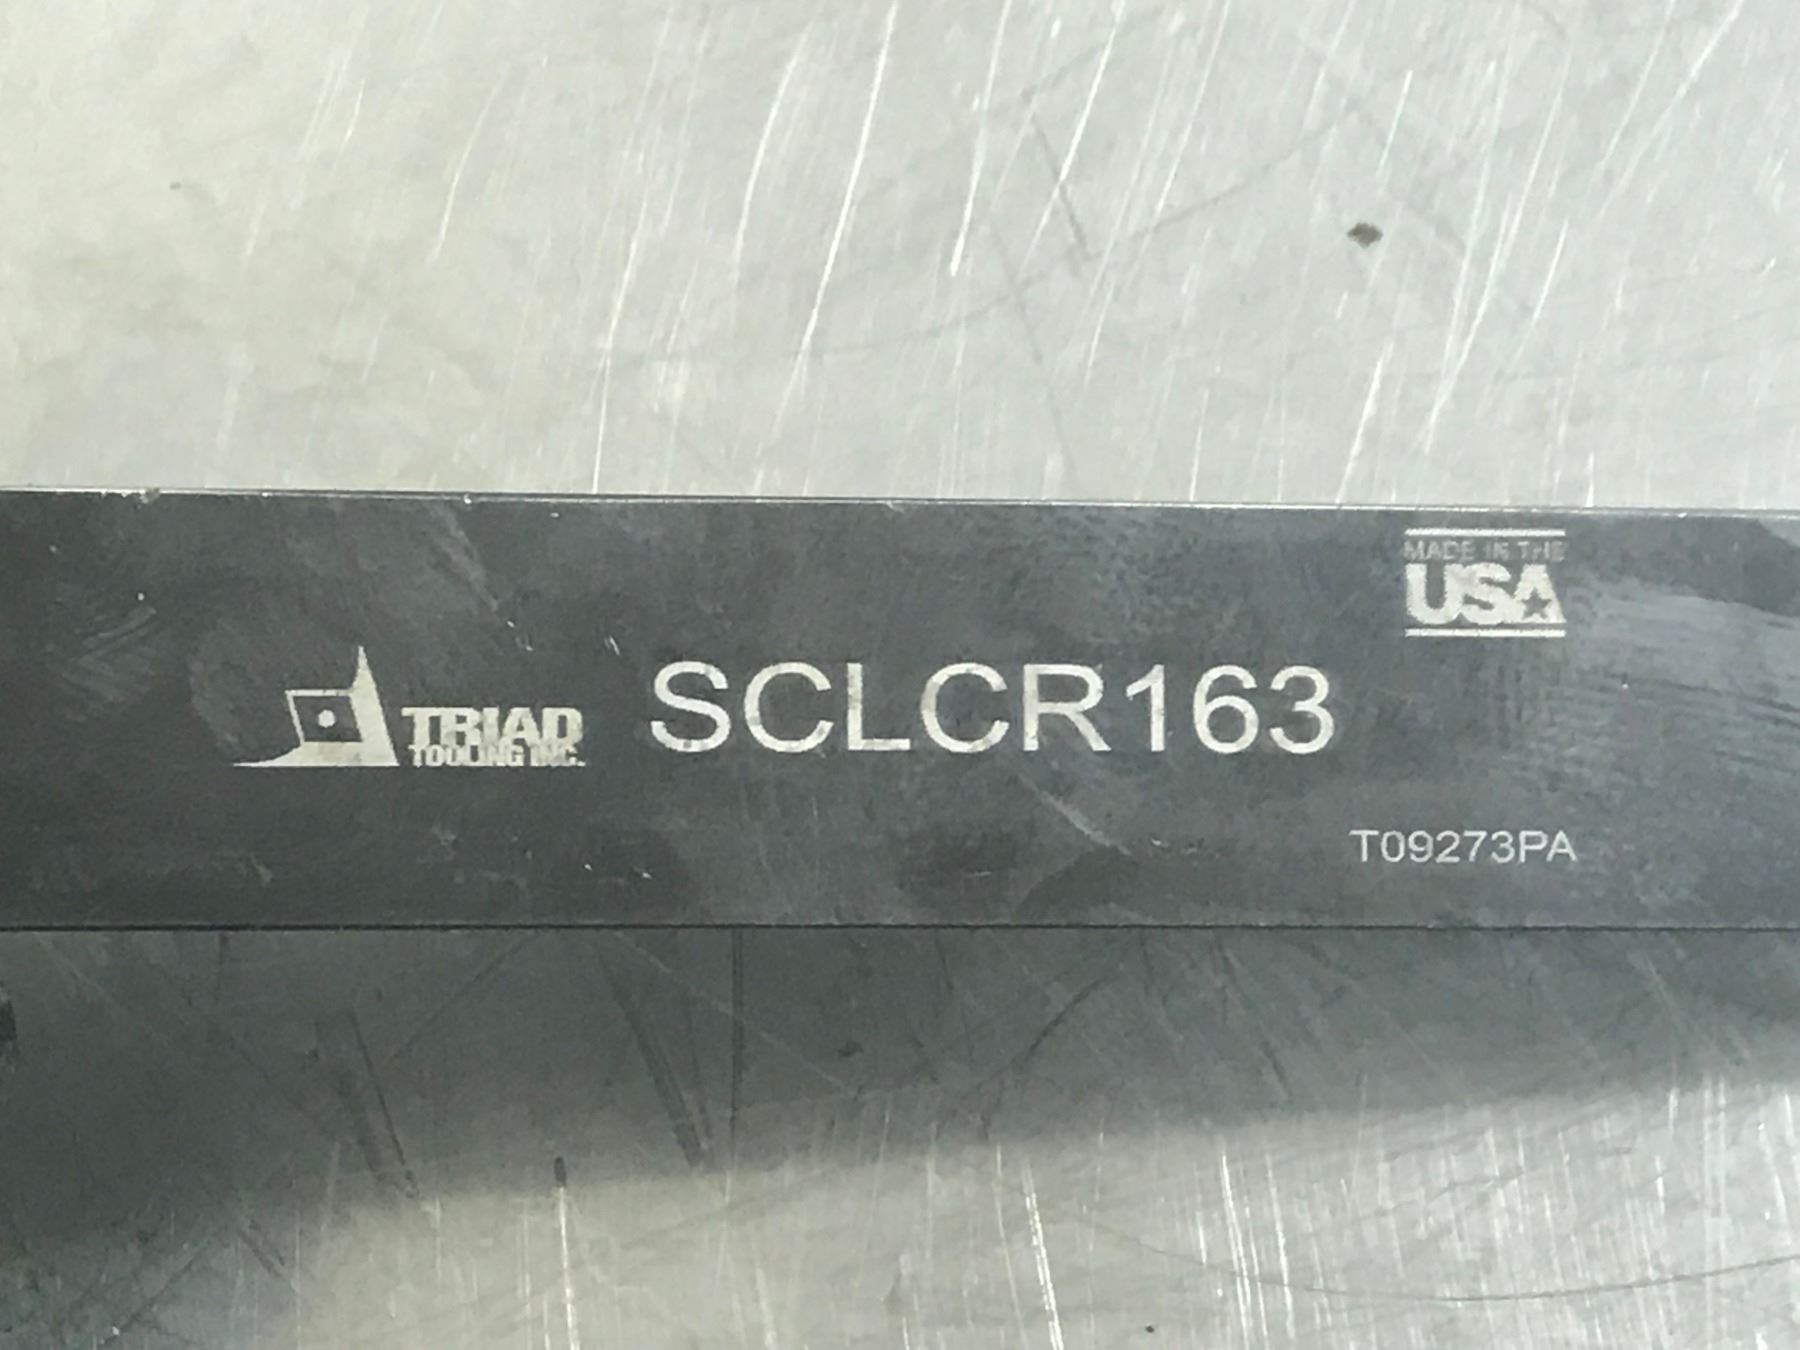 MADE IN THE
USA
TRIAD
TOOLING INC.
SCLCR163
T09273PA